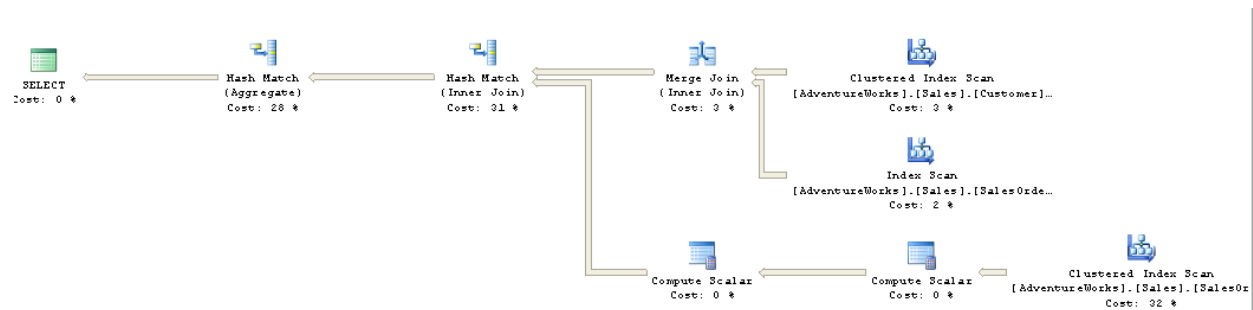 SELECT
Cost: 0 %
Hash Match
(Aggregate)
Cost: 28 %
Hash Match
(Inner Join)
Cost: 31 %
Merge Join
(Inner Join)
Cost: 3 %
Clustered Index Scan
[AdventureWorks].[Sales].[Customer]…
Cost: 3 %
Index Scan
[AdventureWorks].[Sales].[SalesOrde…
Cost: 2 %
Compute Scalar
Cost: 0 %
Compute Scalar
Cost: 0 %
Clustered Index Scan
[AdventureWorks].[Sales].[SalesOr
Cost: 32 %